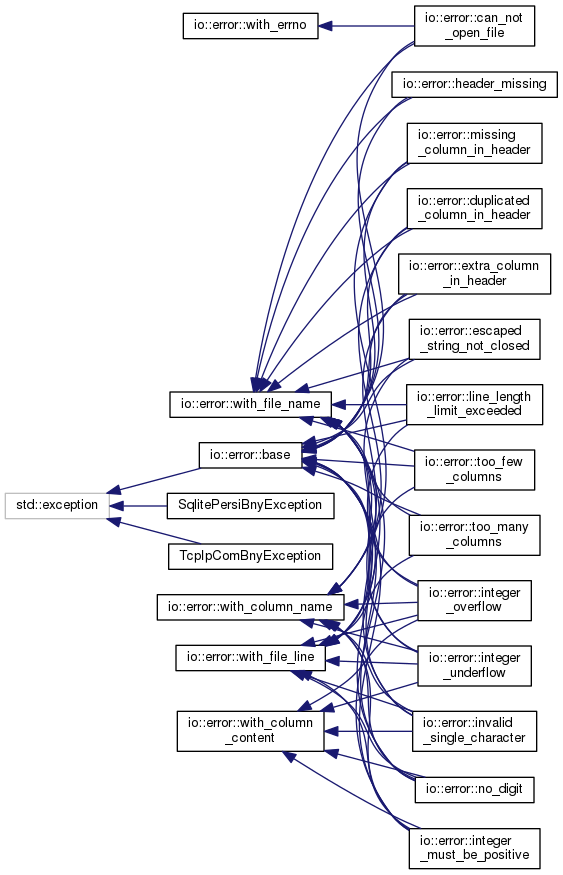 io::error::with_errno
io::error::can_not
_open_file
io::error::header_missing
io::error::missing
_column_in_header
io::error::duplicated
_column_in_header
io::error::extra_column
_in_header
io::error::escaped
_string_not_closed
io::error::with_file_name
io::error::line_length
_limit_exceeded
io::error::base
io::error::too_few
_columns
std::exception
SqlitePersiBnyException
io::error::too_many
_columns
TcpIpComBnyException
io::error::with_column_name
io::error::integer
_overflow
io::error::with_file_line
io::error::integer
_underflow
io::error::with_column
_content
io::error::invalid
_single_character
io::error::no_digit
io::error::integer
_must_be_positive